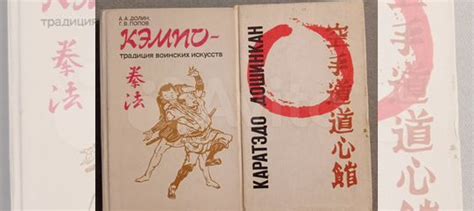 А.А. ДОЛИН,
Г.В. ПОПОВ
КЭМПО–
традиция воинских искусств
拳法
КАРАТЭДО ДОШИНКАН
空手道道心館